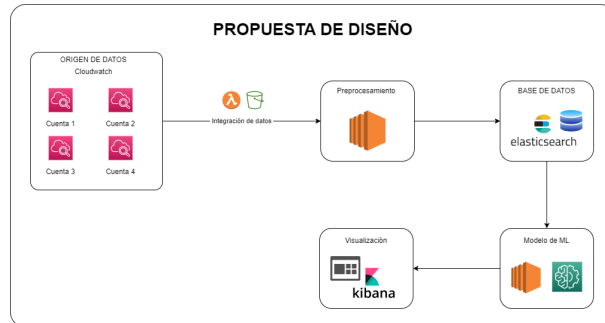 PROPUESTA DE DISEÑO
ORIGEN DE DATOS
Cloudwatch
Cuenta 1
Cuenta 2
Cuenta 3
Cuenta 4
Integración de datos
Preprocesamiento
BASE DE DATOS
elasticsearch
Visualización
kibana
Modelo de ML